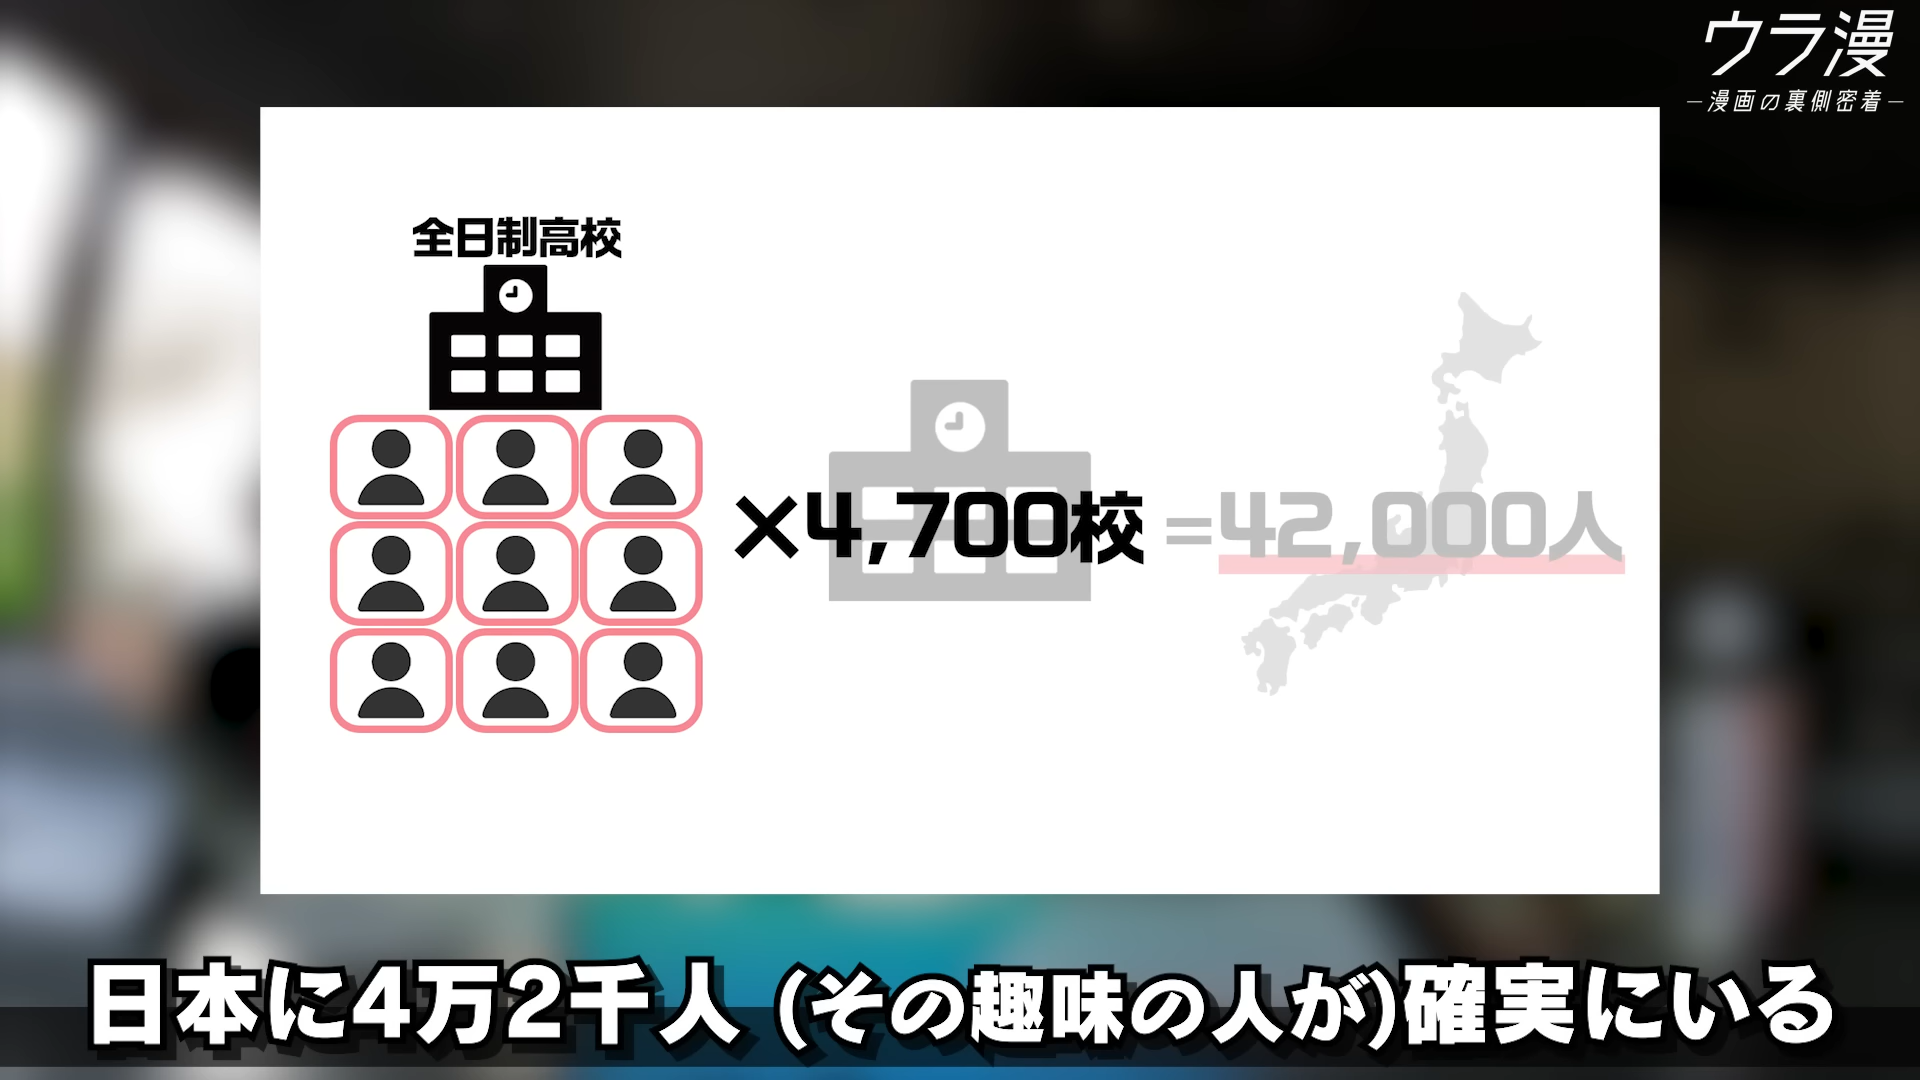 ウラ漫
－漫画の裏側密着－
全日制高校
×4,700校 =42,000人
日本に4万2千人 (その趣味の人が)確実にいる